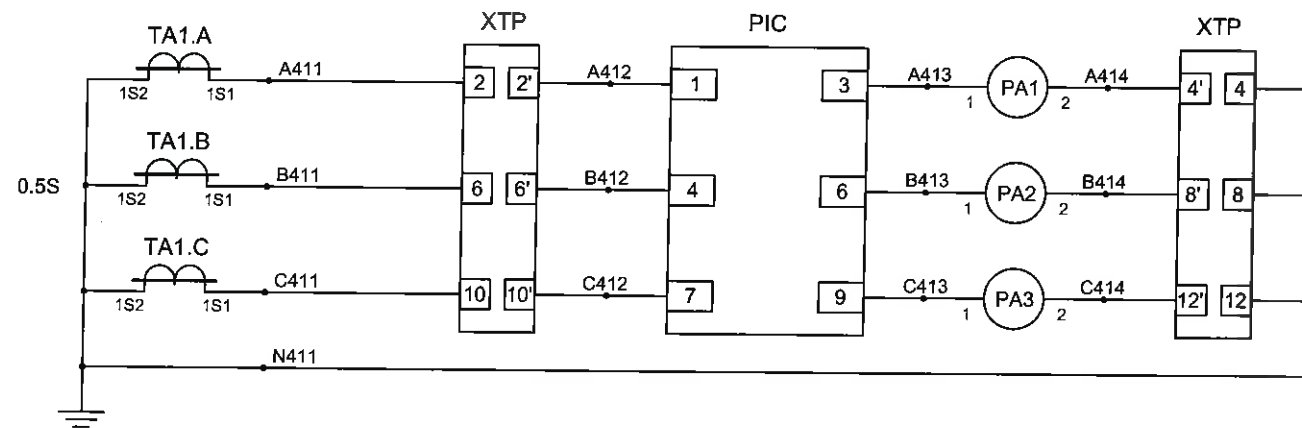 XTP PIC XTP
TA1.A
1S2 1S1 A411 2 2' A412 1 3 A413 1 PA1 2 A414 4' 4
TA1.B
0.5S 1S2 1S1 B411 6 6' B412 4 6 B413 1 PA2 2 B414 8' 8
TA1.C
1S2 1S1 C411 10 10' C412 7 9 C413 1 PA3 2 C414 12' 12
N411